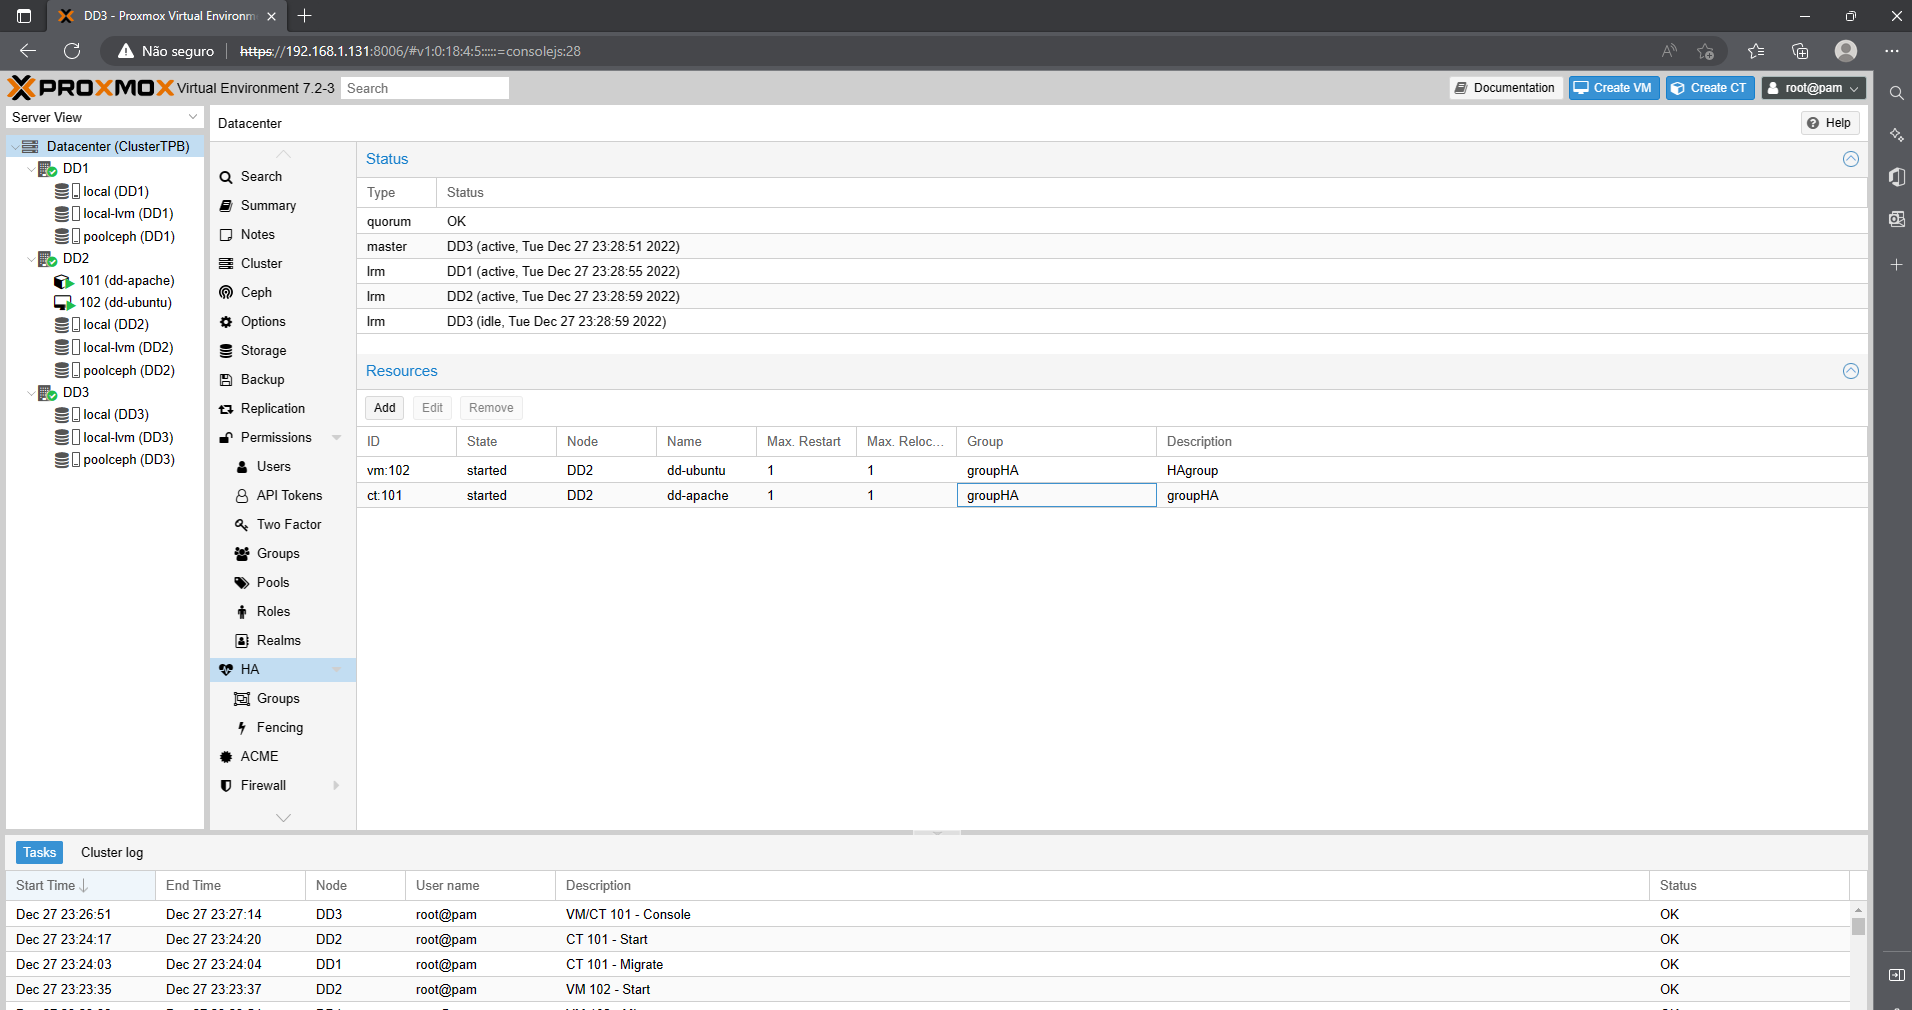 DD3 - Proxmox Virtual Environm
Não seguro
https://192.168.1.131:8006/#v1:0:18:4:5:::::=consolejs:28
PROXMOX Virtual Environment 7.2-3
Search
Documentation
Create VM
Create CT
root@pam
Server View
Datacenter (ClusterTPB)
DD1
local (DD1)
local-lvm (DD1)
poolceph (DD1)
DD2
101 (dd-apache)
102 (dd-ubuntu)
local (DD2)
local-lvm (DD2)
poolceph (DD2)
DD3
local (DD3)
local-lvm (DD3)
poolceph (DD3)
Datacenter
Help
Search
Summary
Notes
Cluster
Ceph
Options
Storage
Backup
Replication
Permissions
Users
API Tokens
Two Factor
Groups
Pools
Roles
Realms
HA
Groups
Fencing
ACME
Firewall
Status
Type Status
quorum OK
master DD3 (active, Tue Dec 27 23:28:51 2022)
lrm DD1 (active, Tue Dec 27 23:28:55 2022)
lrm DD2 (active, Tue Dec 27 23:28:59 2022)
lrm DD3 (idle, Tue Dec 27 23:28:59 2022)
Resources
Add Edit Remove
ID State Node Name Max. Restart Max. Reloc... Group Description
vm:102 started DD2 dd-ubuntu 1 1 groupHA HAgroup
ct:101 started DD2 dd-apache 1 1 groupHA groupHA
Tasks Cluster log
Start Time End Time Node User name Description Status
Dec 27 23:26:51 Dec 27 23:27:14 DD3 root@pam VM/CT 101 - Console OK
Dec 27 23:24:17 Dec 27 23:24:20 DD2 root@pam CT 101 - Start OK
Dec 27 23:24:03 Dec 27 23:24:04 DD1 root@pam CT 101 - Migrate OK
Dec 27 23:23:35 Dec 27 23:23:37 DD2 root@pam VM 102 - Start OK